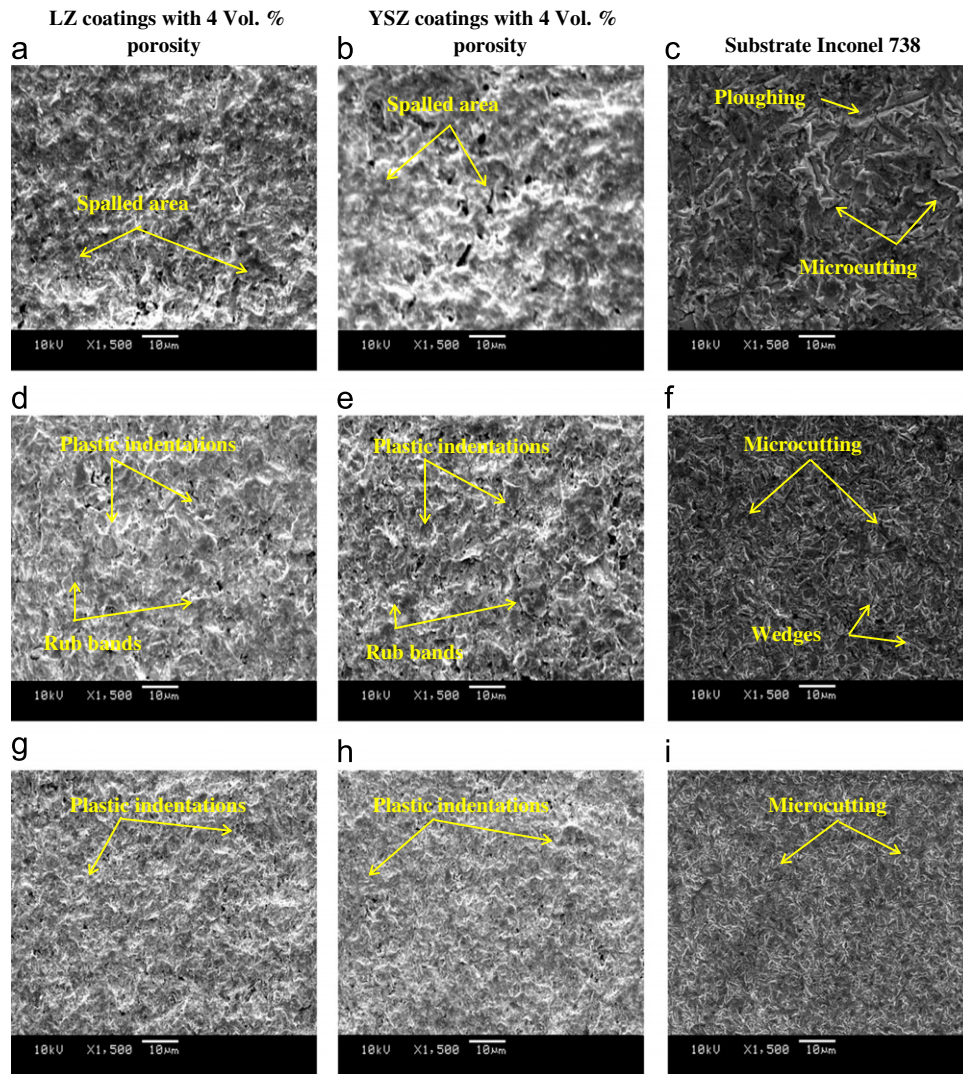 LZ coatings with 4 Vol. %
porosity
YSZ coatings with 4 Vol. %
porosity
Substrate Inconel 738
a
b
c
Spalled area
Spalled area
Ploughing
Microcutting
10kV X1,500 10μm
10kV X1,500 10μm
10kV X1,500 10μm
d
e
f
Plastic indentations
Rub bands
Plastic indentations
Rub bands
Microcutting
Wedges
10kV X1,500 10μm
10kV X1,500 10μm
10kV X1,500 10μm
g
h
i
Plastic indentations
Plastic indentations
Microcutting
10kV X1,500 10μm
10kV X1,500 10μm
10kV X1,500 10μm